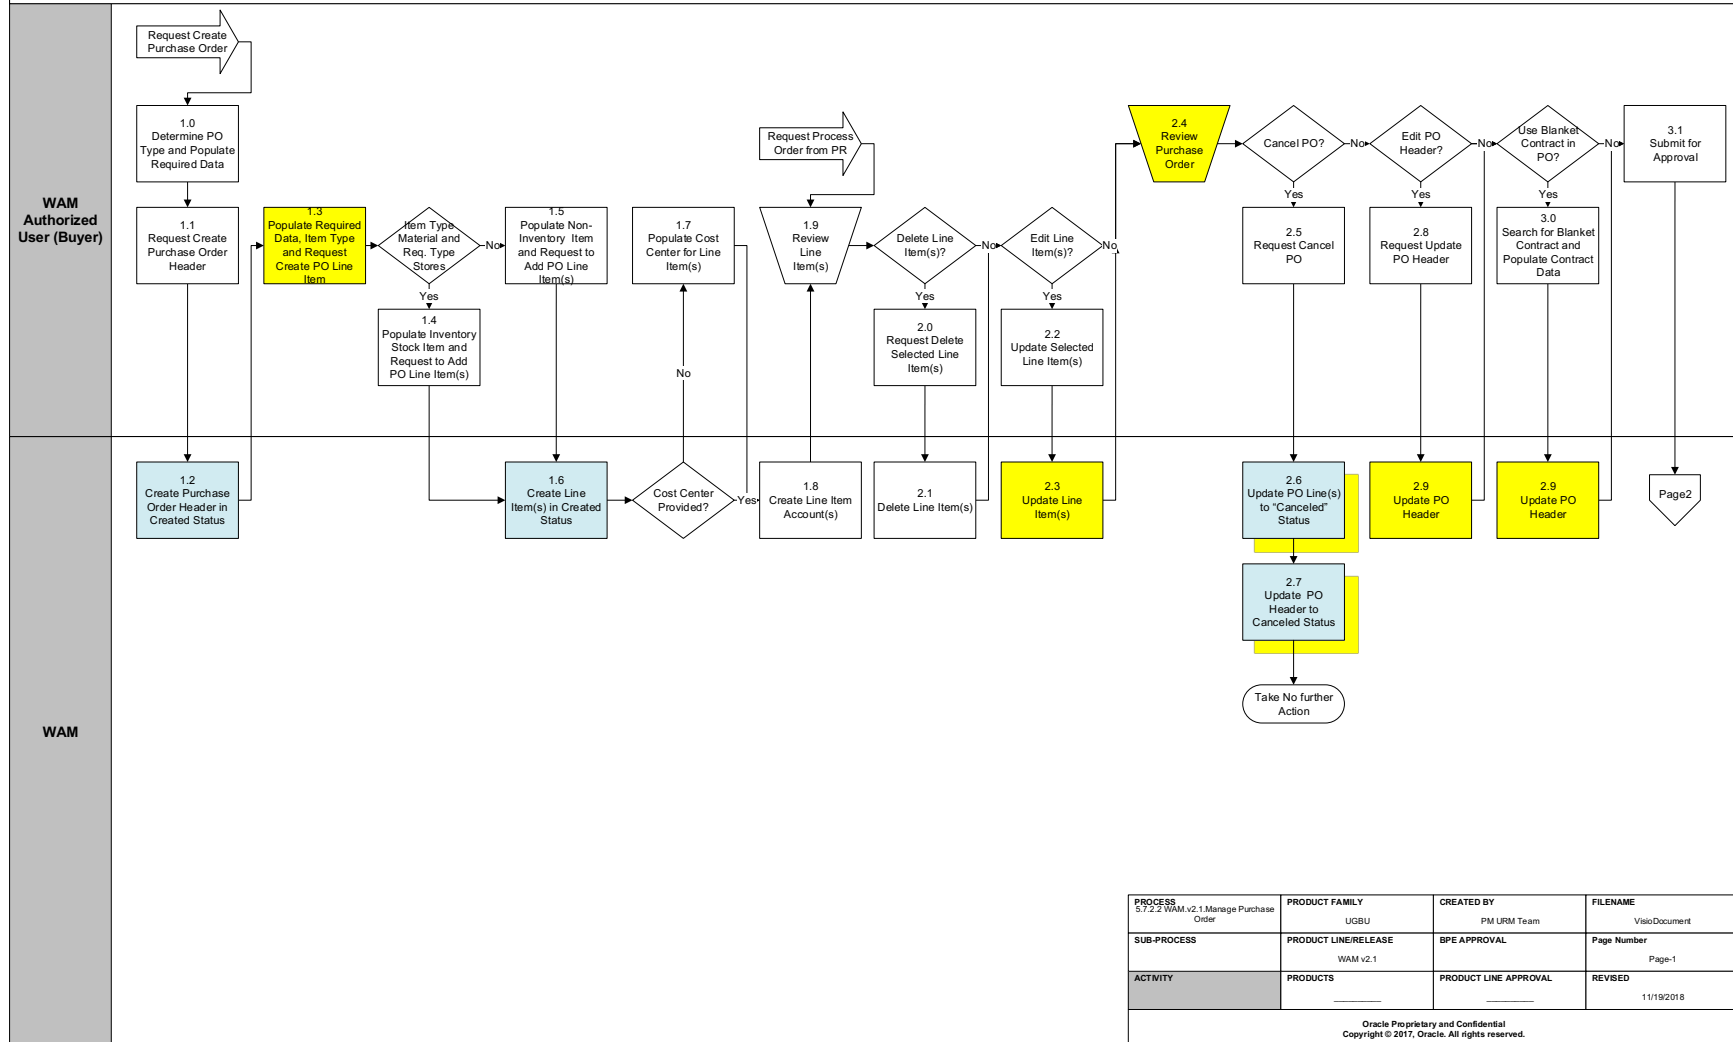 WAM
Authorized
User (Buyer)
Request Create
Purchase Order
1.0
Determine PO
Type and Populate
Required Data
1.1
Request Create
Purchase Order
Header
1.3
Populate Required
Data, Item Type
and Request
Create PO Line
Item
Item Type
Material and
Req. Type
Stores
No
Yes
1.4
Populate Inventory
Stock Item and
Request to Add
PO Line Item(s)
1.5
Populate Non-
Inventory Item
and Request to
Add PO Line
Item(s)
1.7
Populate Cost
Center for Line
Item(s)
No
Request Process
Order from PR
1.9
Review
Line
Item(s)
Delete Line
Item(s)?
No
Yes
2.0
Request Delete
Selected Line
Item(s)
Edit Line
Item(s)?
No
Yes
2.2
Update Selected
Line Item(s)
2.4
Review
Purchase
Order
Cancel PO?
No
Yes
2.5
Request Cancel
PO
Edit PO
Header?
No
Yes
2.8
Request Update
PO Header
Use Blanket
Contract in
PO?
No
Yes
3.0
Search for Blanket
Contract and
Populate Contract
Data
3.1
Submit for
Approval
WAM
1.2
Create Purchase
Order Header in
Created Status
1.6
Create Line
Item(s) in Created
Status
Cost Center
Provided?
Yes
1.8
Create Line Item
Account(s)
2.1
Delete Line Item(s)
2.3
Update Line
Item(s)
2.6
Update PO Line(s)
to “Canceled”
Status
2.7
Update PO
Header to
Canceled Status
Take No further
Action
2.9
Update PO
Header
2.9
Update PO
Header
Page2
PROCESS
5.7.2.2 WAM.v2.1.Manage Purchase
Order
PRODUCT FAMILY
UGBU
CREATED BY
PM URM Team
FILENAME
VisioDocument
SUB-PROCESS
PRODUCT LINE/RELEASE
WAM v2.1
BPE APPROVAL
Page Number
Page-1
ACTIVITY
PRODUCTS
PRODUCT LINE APPROVAL
REVISED
11/19/2018
Oracle Proprietary and Confidential
Copyright © 2017, Oracle. All rights reserved.